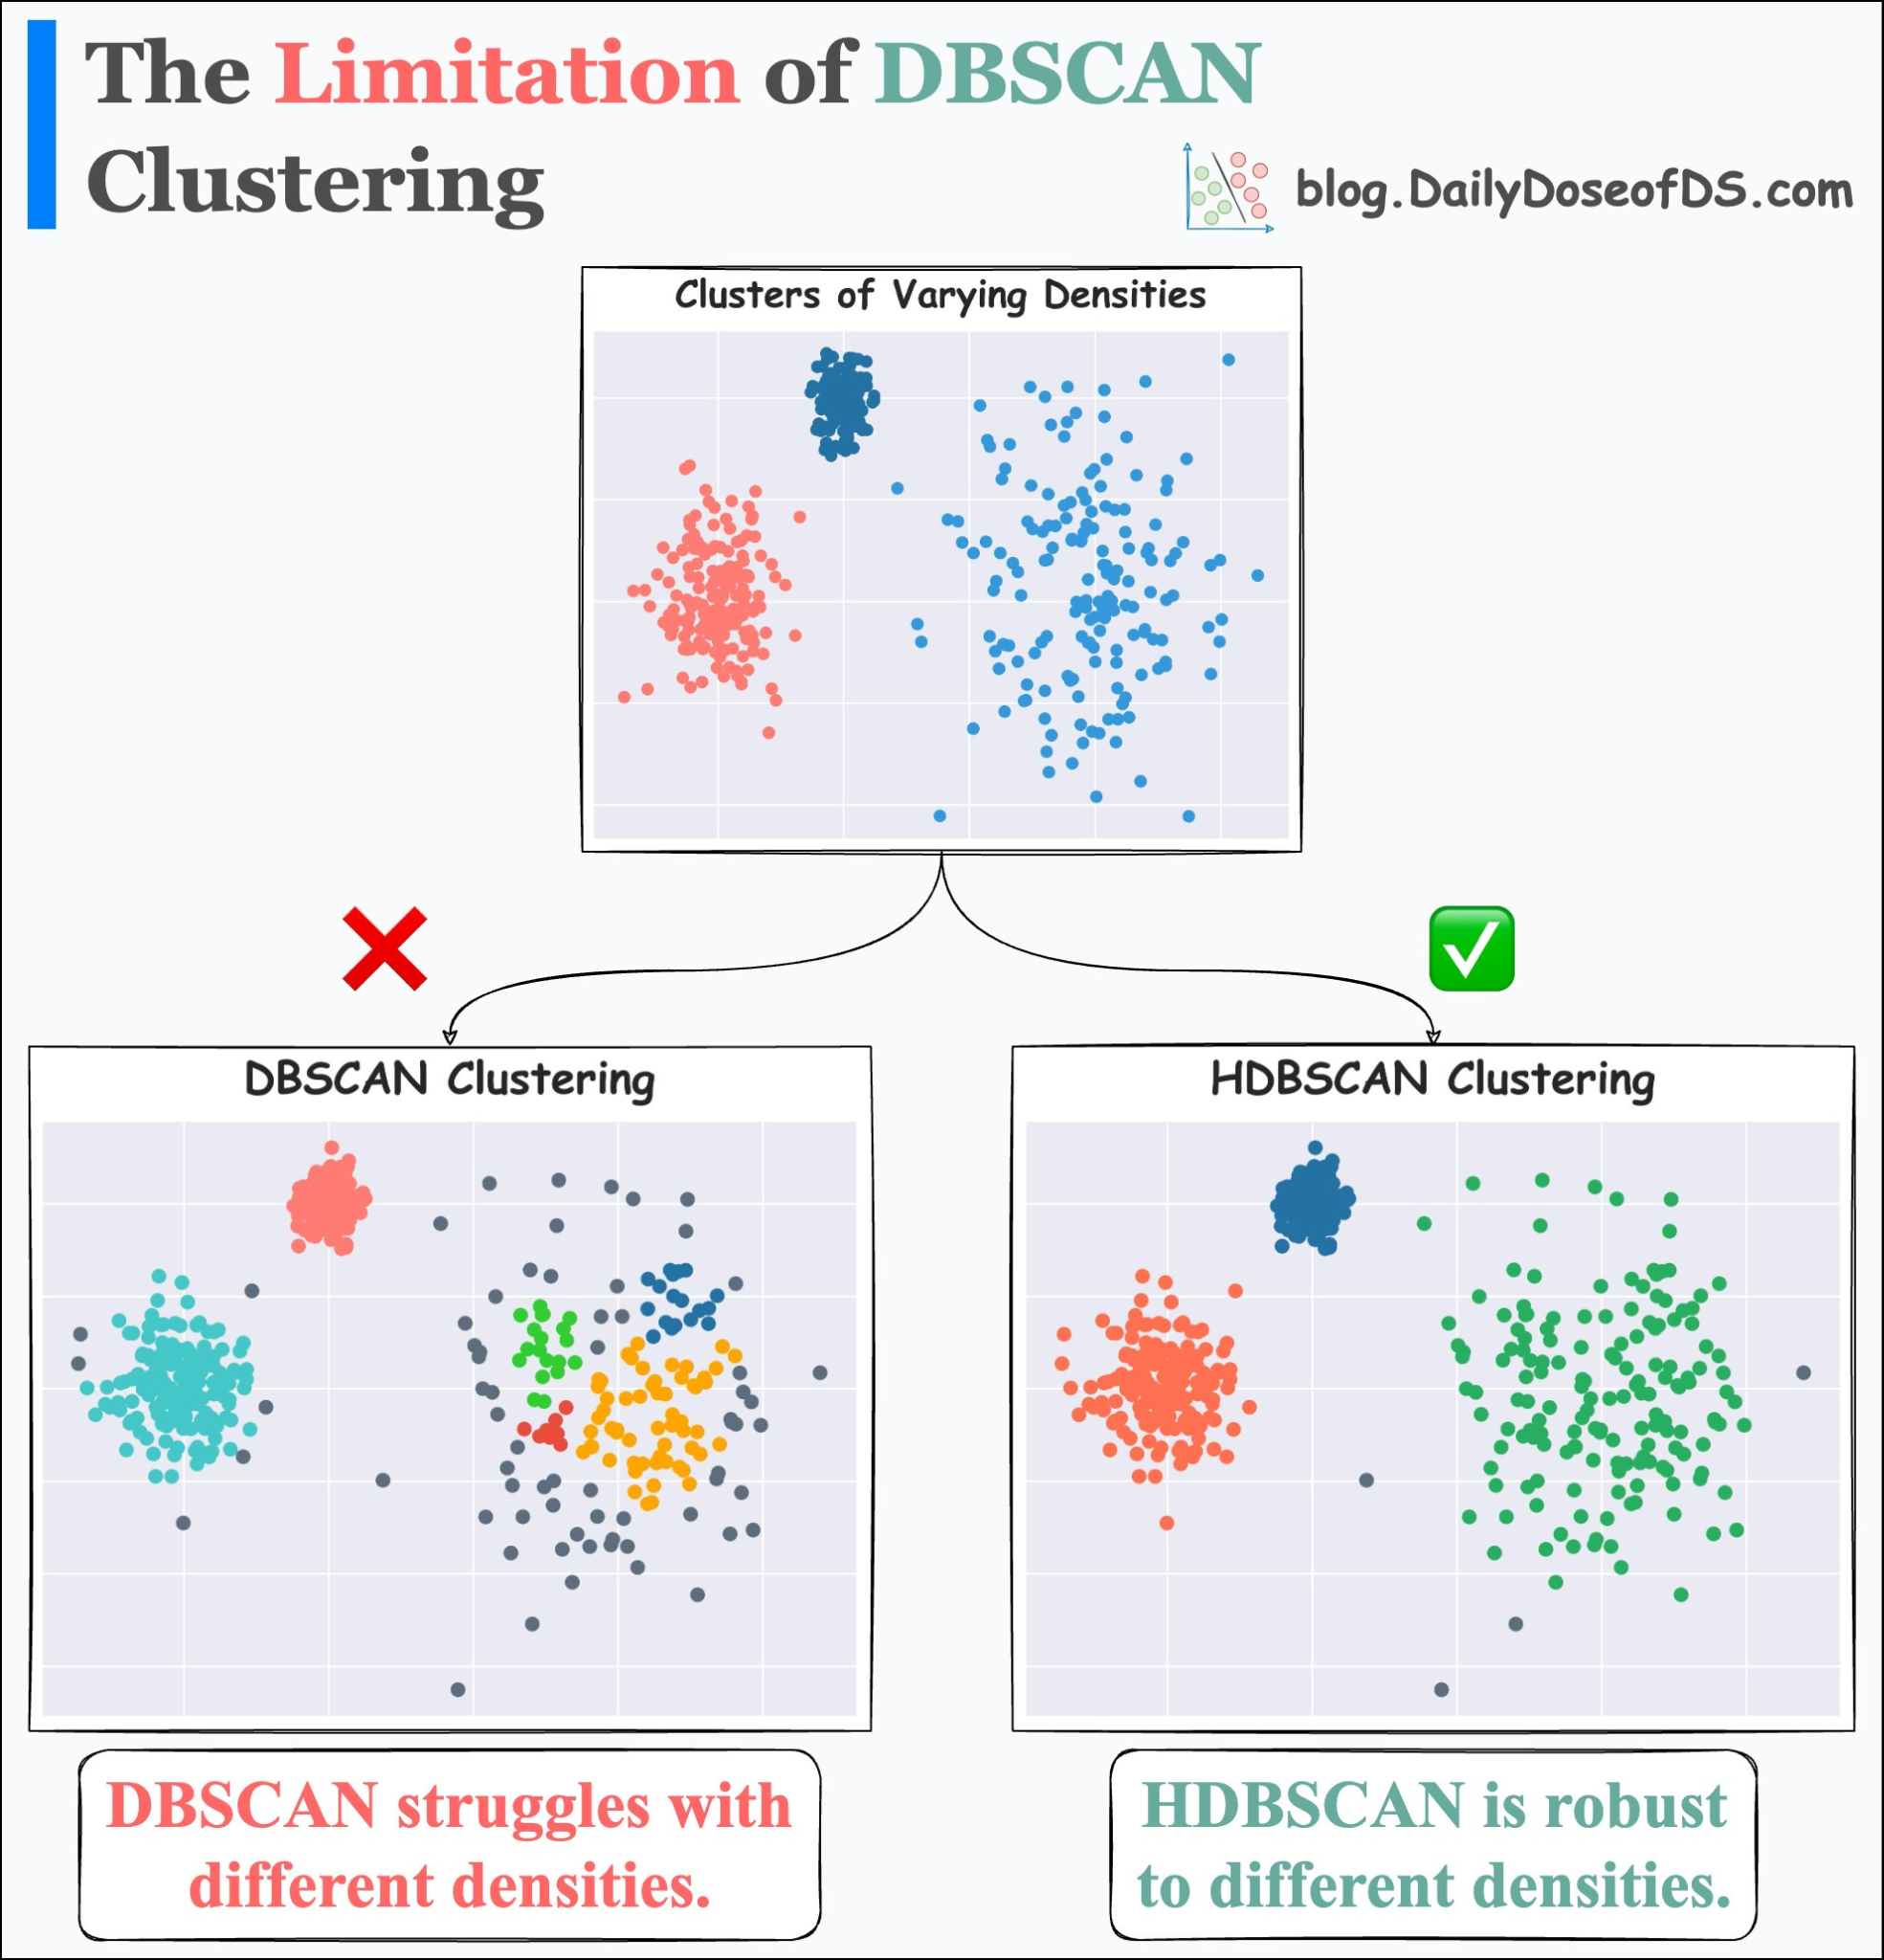 The Limitation of DBSCAN
Clustering
blog.DailyDoseofDS.com
Clusters of Varying Densities
DBSCAN Clustering
HDBSCAN Clustering
DBSCAN struggles with
different densities.
HDBSCAN is robust
to different densities.